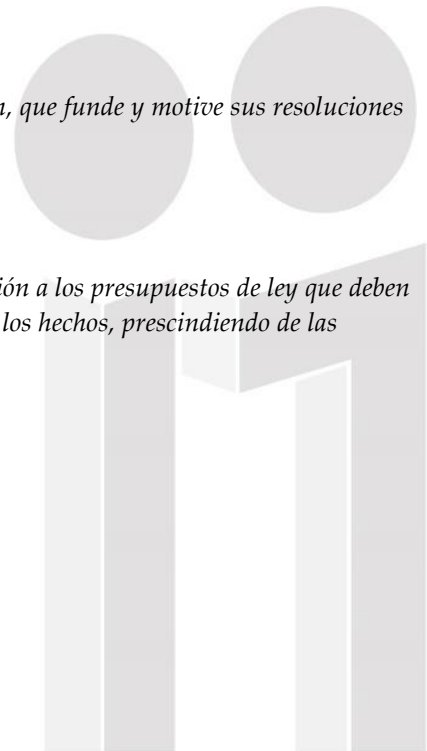 , que funde y motive sus resoluciones
ión a los presupuestos de ley que deben
los hechos, prescindiendo de las